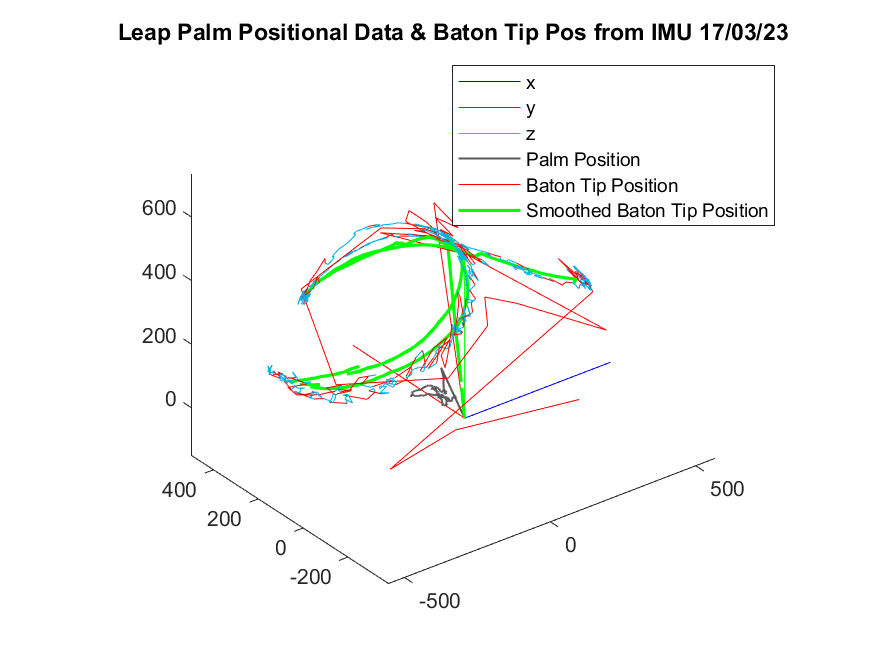 Leap Palm Positional Data & Baton Tip Pos from IMU 17/03/23
x
y
z
Palm Position
Baton Tip Position
Smoothed Baton Tip Position
600
400
200
0
400
200
0
-200
500
0
-500